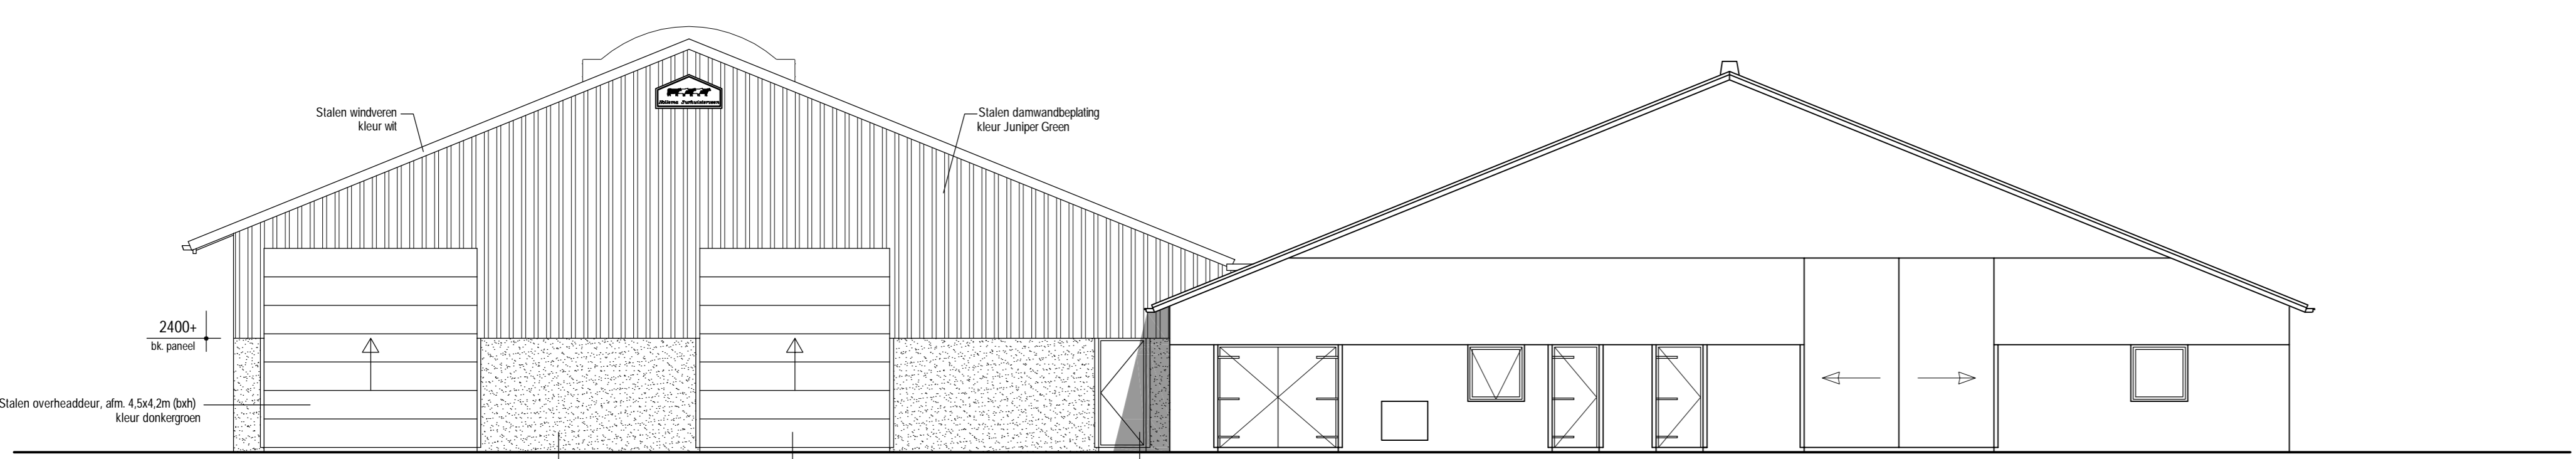 Stalen windveren
kleur wit
Stalen damwandbeplating
kleur Juniper Green
2400+
bk. paneel
Stalen overheaddeur, afm. 4,5x4,2m (bxh)
kleur donkergroen